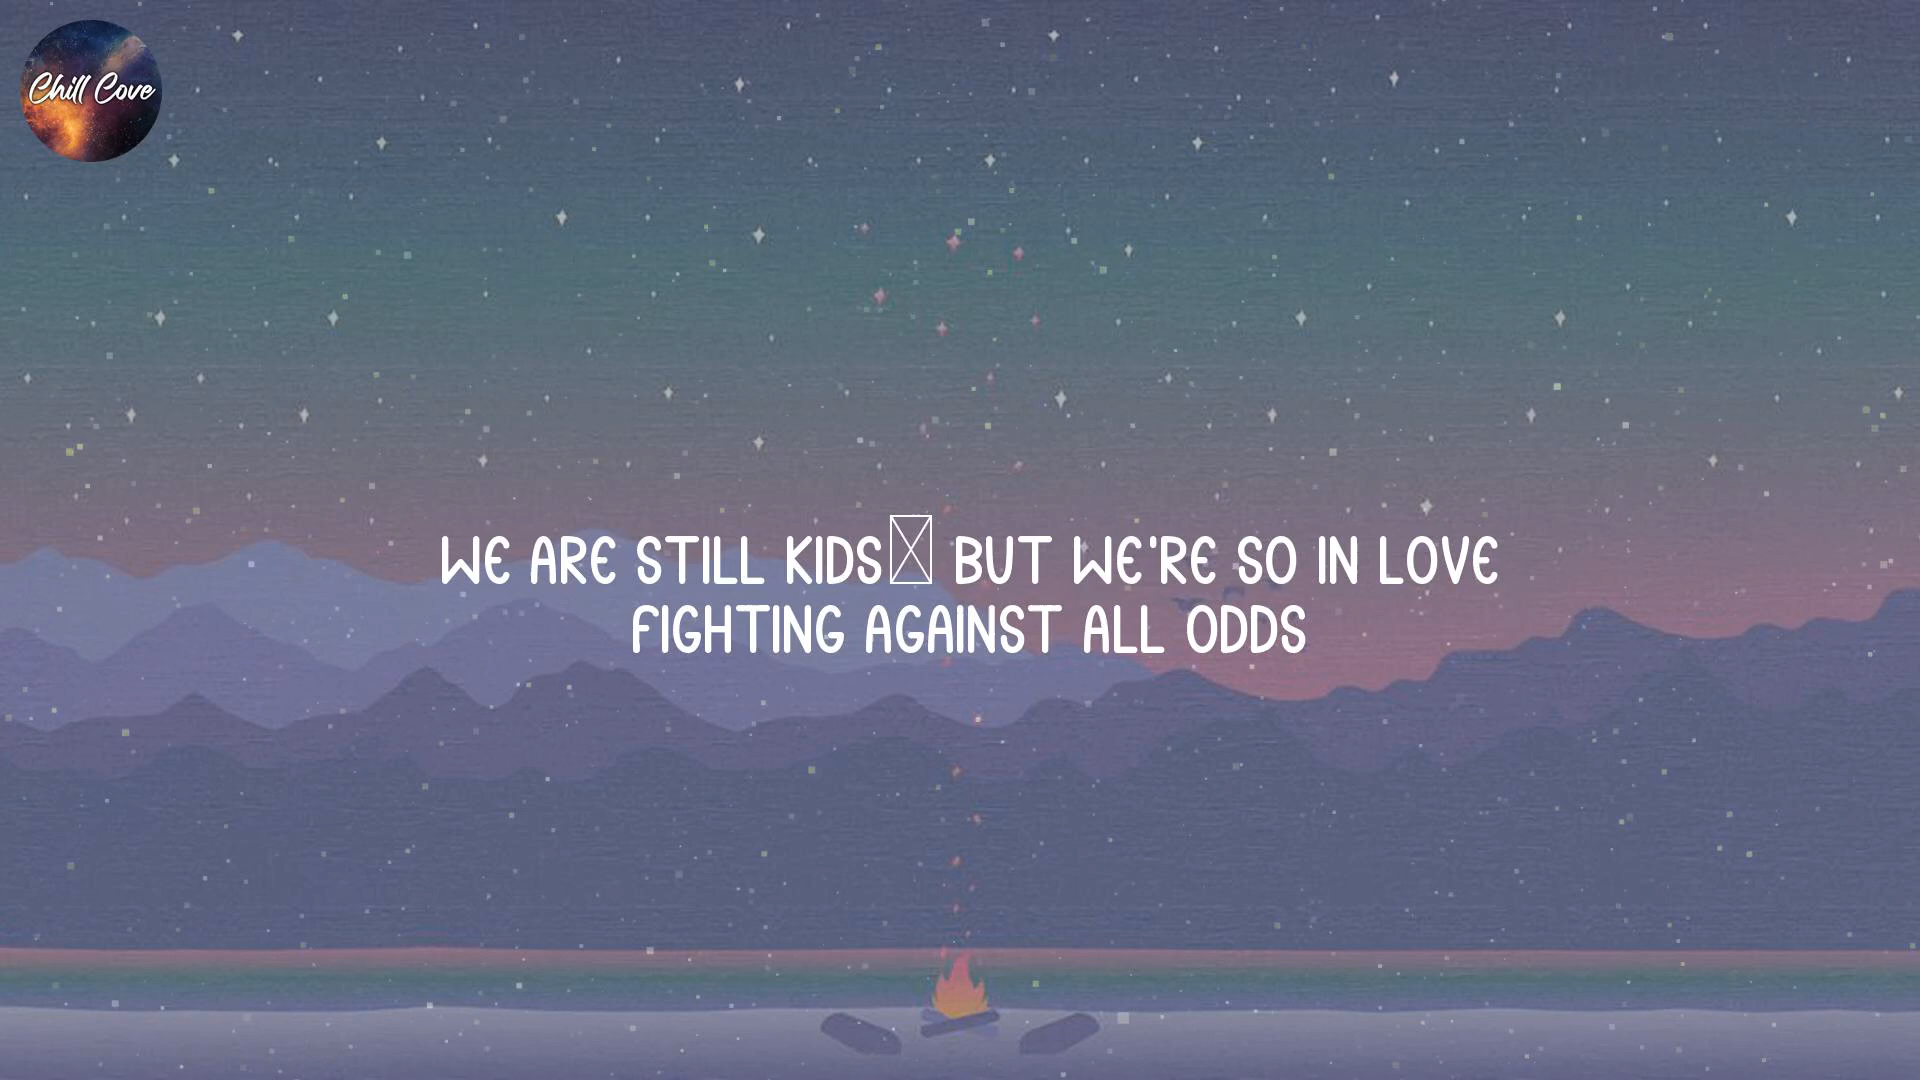 Chill Cove
WE ARE STILL KIDS BUT WE'RE SO IN LOVE
FIGHTING AGAINST ALL ODDS